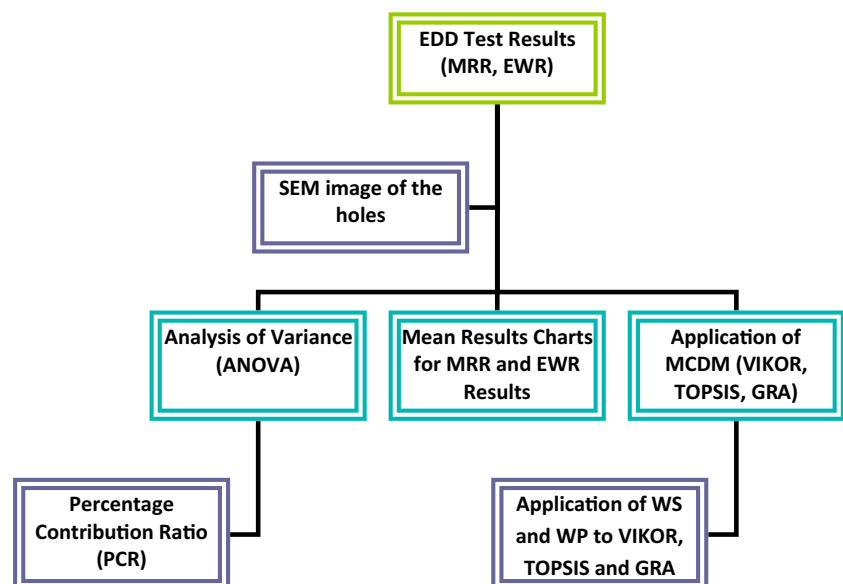 EDD Test Results
(MRR, EWR)
SEM image of the
holes
Analysis of Variance
(ANOVA)
Mean Results Charts
for MRR and EWR
Results
Application of
MCDM (VIKOR,
TOPSIS, GRA)
Percentage
Contribution Ratio
(PCR)
Application of WS
and WP to VIKOR,
TOPSIS and GRA